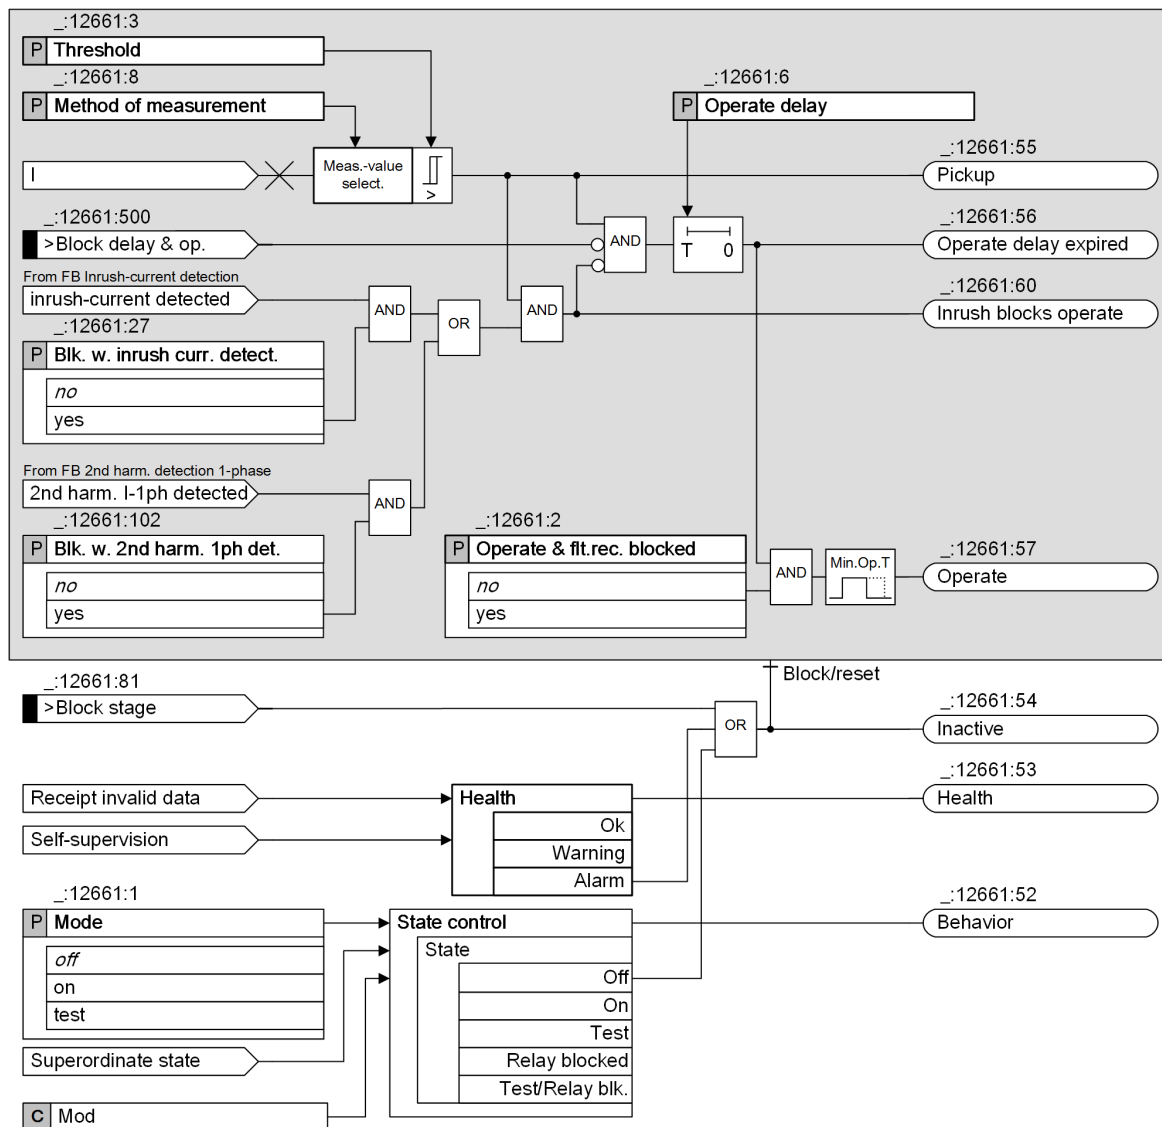 _:12661:3
P Threshold
_:12661:8
P Method of measurement
_:12661:6
P Operate delay
I
Meas.-value
select.
>
_:12661:55
Pickup
_:12661:500
>Block delay & op.
AND
T 0
_:12661:56
Operate delay expired
From FB Inrush-current detection
inrush-current detected
AND
OR
AND
_:12661:60
Inrush blocks operate
_:12661:27
P Blk. w. inrush curr. detect.
no
yes
From FB 2nd harm. detection 1-phase
2nd harm. I-1ph detected
AND
_:12661:102
P Blk. w. 2nd harm. 1ph det.
no
yes
_:12661:2
P Operate & flt.rec. blocked
no
yes
AND
Min.Op.T
_:12661:57
Operate
Block/reset
_:12661:81
>Block stage
OR
_:12661:54
Inactive
Receipt invalid data
Self-supervision
Health
Ok
Warning
Alarm
_:12661:53
Health
_:12661:1
P Mode
off
on
test
Superordinate state
C Mod
State control
State
Off
On
Test
Relay blocked
Test/Relay blk.
_:12661:52
Behavior